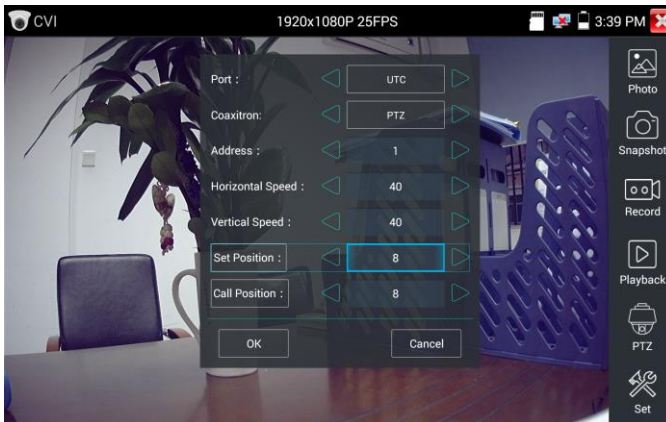 CVI 1920x1080P 25FPS 3:39 PM
Port : UTC
Coaxitron: PTZ
Address : 1
Horizontal Speed : 40
Vertical Speed : 40
Set Position : 8
Call Position : 8
OK Cancel
Photo
Snapshot
Record
Playback
PTZ
Set